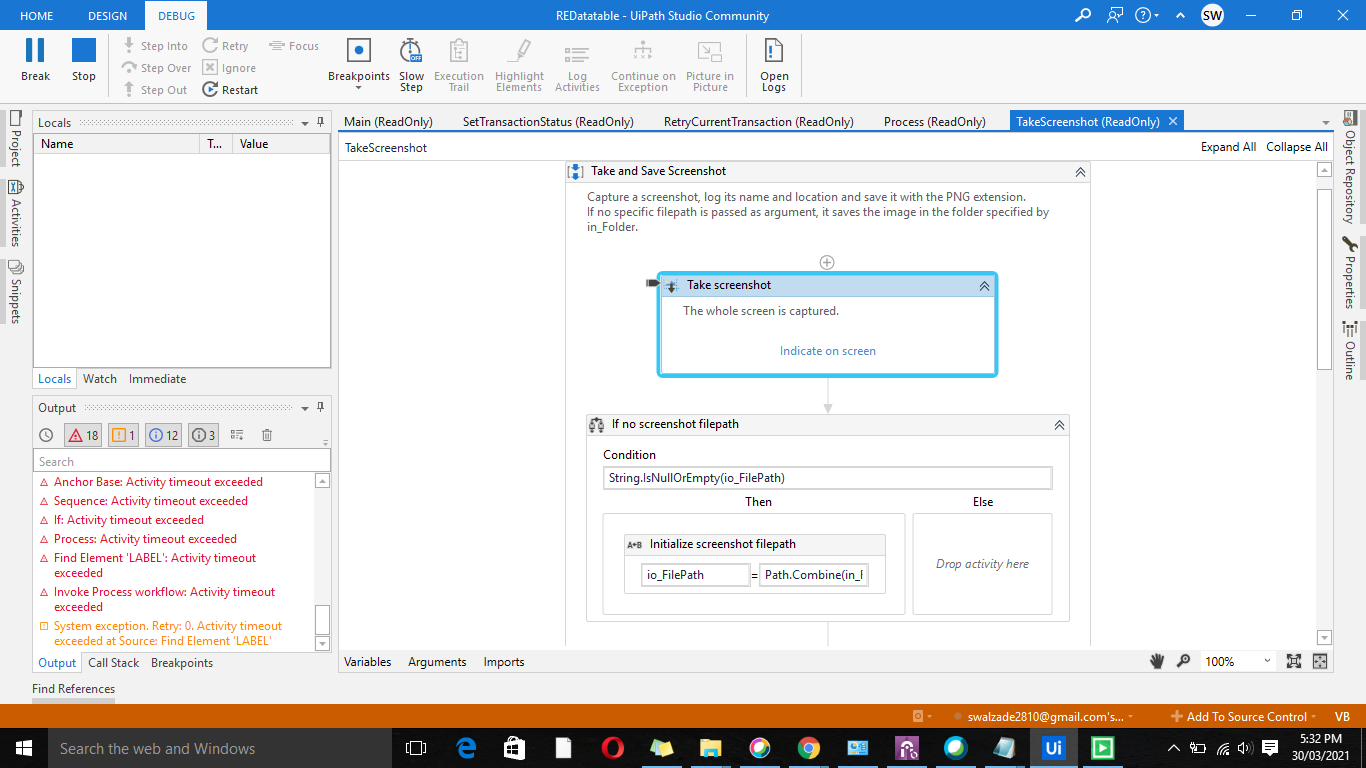 HOME DESIGN DEBUG REDatatable - UiPath Studio Community SW
Break Stop Step Into Step Over Step Out Retry Ignore Restart Focus
Breakpoints Slow Step Execution Trail Highlight Elements Log Activities Continue on Exception Picture in Picture Open Logs
Project
Activities
Snippets
Locals
Name T... Value
Locals Watch Immediate
Output
18 1 12 3
Search
Anchor Base: Activity timeout exceeded
Sequence: Activity timeout exceeded
If: Activity timeout exceeded
Process: Activity timeout exceeded
Find Element 'LABEL': Activity timeout
exceeded
Invoke Process workflow: Activity timeout
exceeded
System exception. Retry: 0. Activity timeout
exceeded at Source: Find Element 'LABEL'
Output Call Stack Breakpoints
Find References
Main (ReadOnly) SetTransactionStatus (ReadOnly) RetryCurrentTransaction (ReadOnly) Process (ReadOnly) TakeScreenshot (ReadOnly)
TakeScreenshot Expand All Collapse All
Take and Save Screenshot
Capture a screenshot, log its name and location and save it with the PNG extension.
If no specific filepath is passed as argument, it saves the image in the folder specified by
in_Folder.
Take screenshot
The whole screen is captured.
Indicate on screen
If no screenshot filepath
Condition
String.IsNullOrEmpty(io_FilePath)
Then Else
A+B Initialize screenshot filepath
io_FilePath = Path.Combine(in_F
Drop activity here
Variables Arguments Imports 100%
Object Repository
Properties
Outline
swalzade2810@gmail.com's... Add To Source Control VB
Search the web and Windows
Ui
5:32 PM
30/03/2021